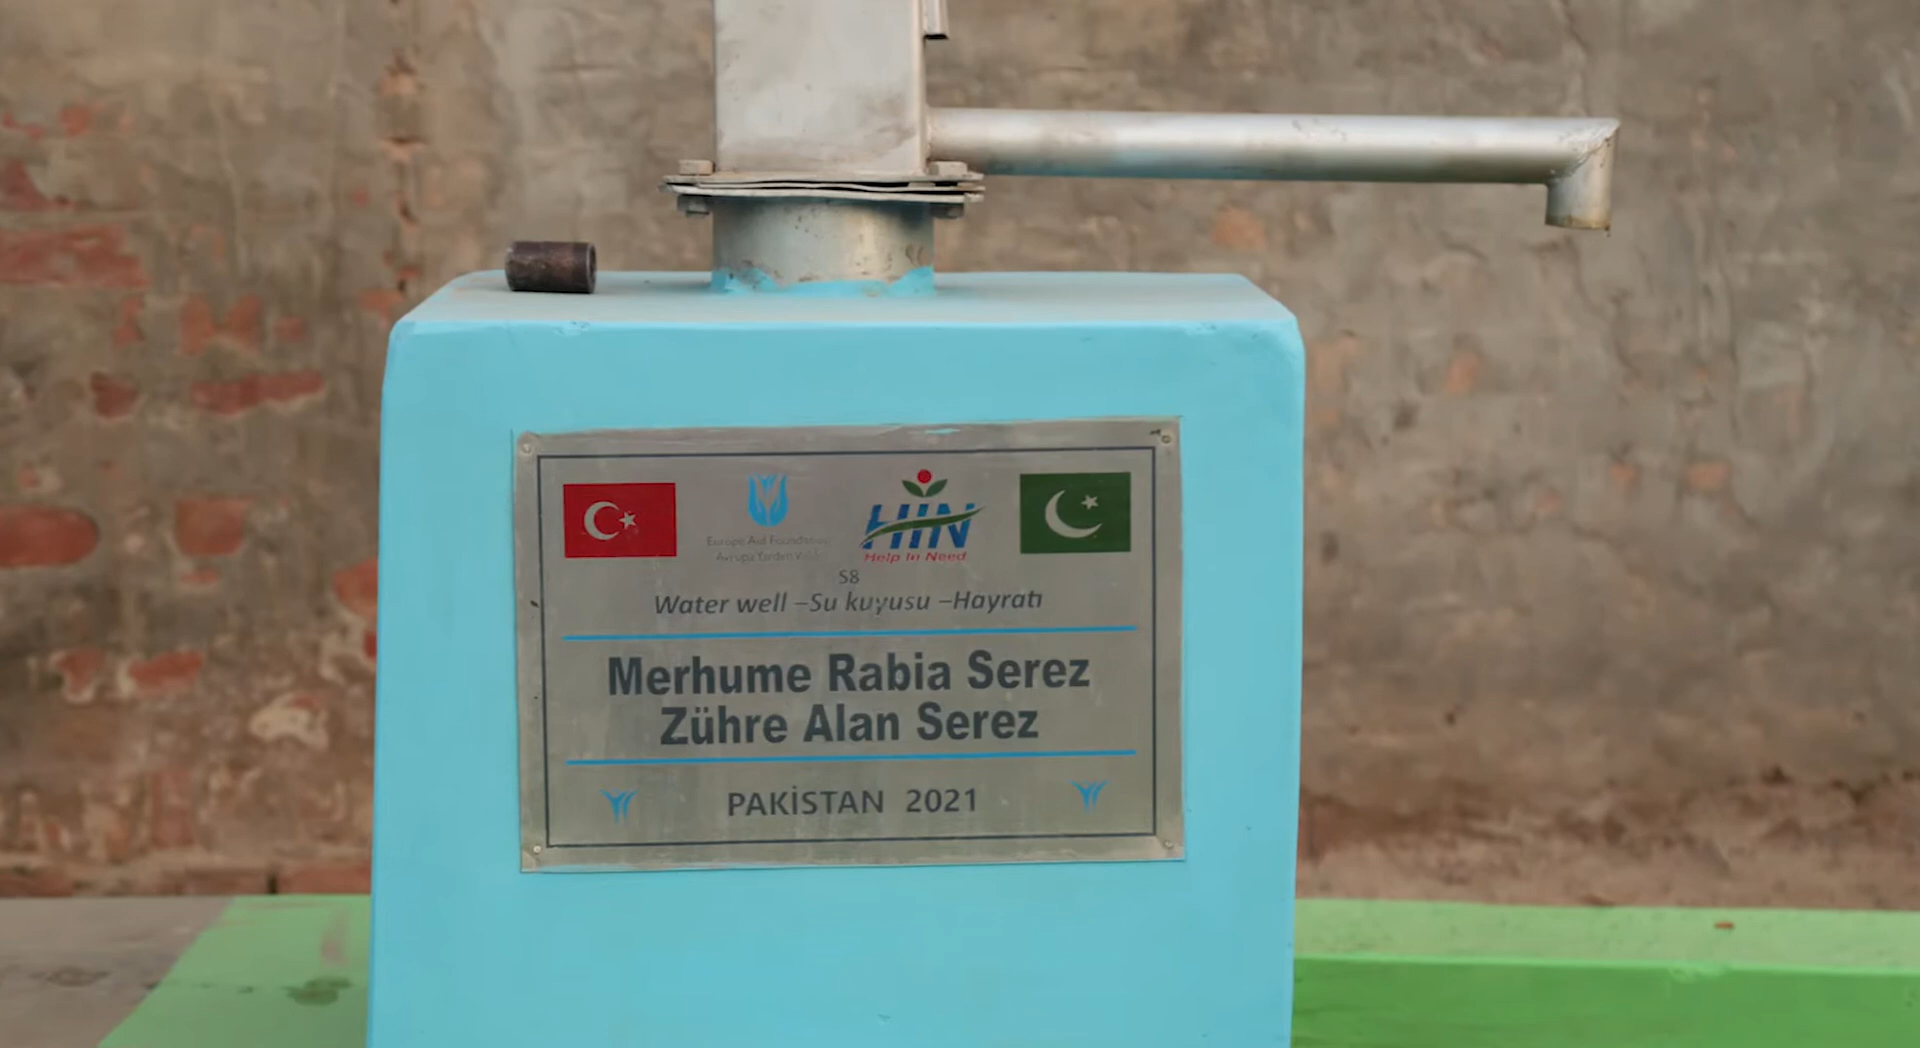 Europe Aid Foundation
HIN
Avrupa Yardım Vakfı
Help In Need
S8
Water well –Su kuyusu –Hayratı
Merhume Rabia Serez
Zühre Alan Serez
PAKİSTAN 2021